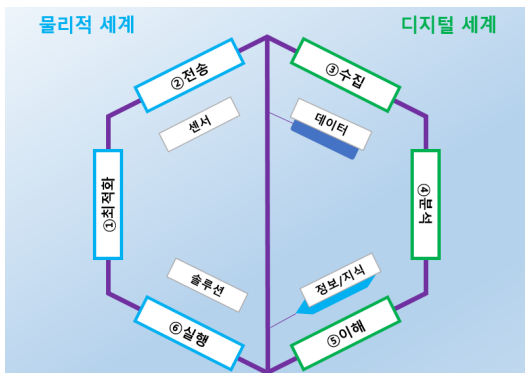 물리적 세계
디지털 세계
②전송
③수집
센서
데이터
①최적화
④분석
솔루션
정보/지식
⑥실행
⑤이해